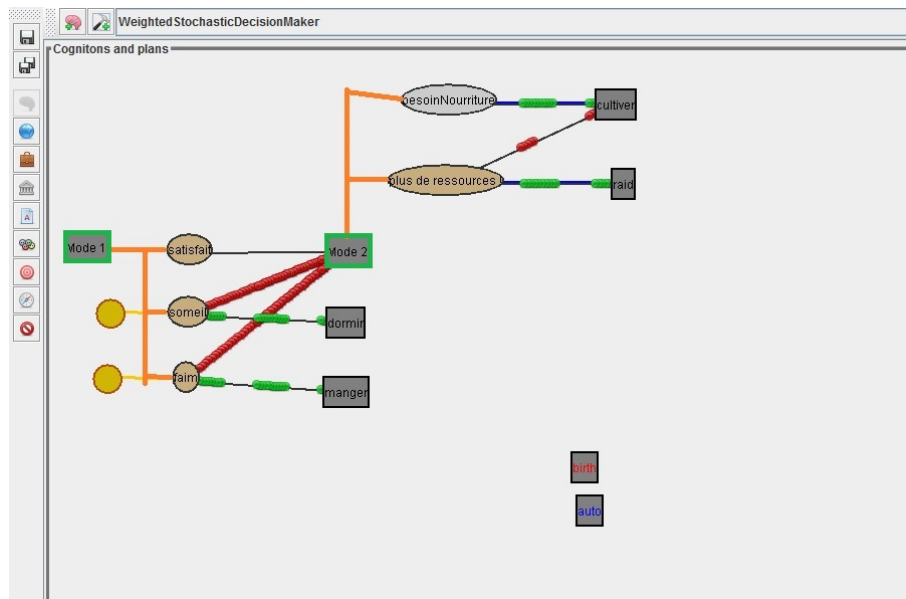 WeightedStochasticDecisionMaker
Cognitons and plans
besoinNourriture
cultiver
plus de ressources
raid
Mode 1
satisfait
Mode 2
someil
dormir
faim
manger
birth
auto